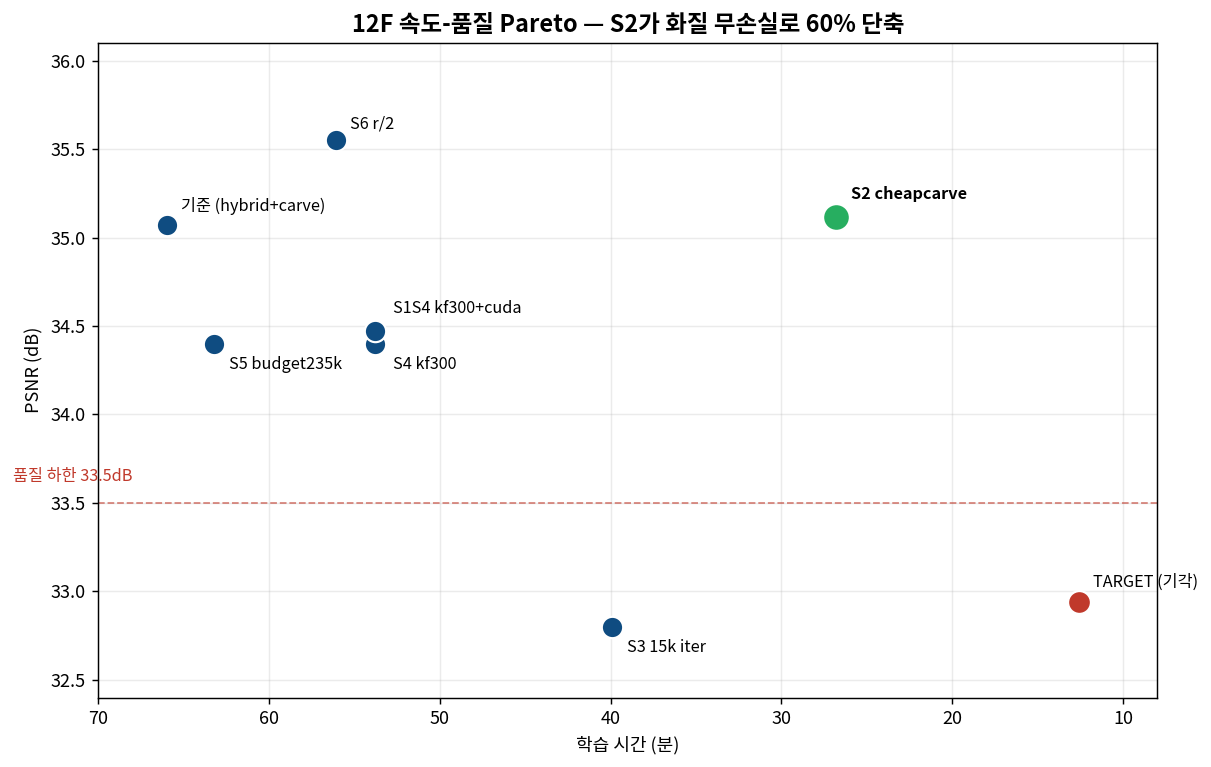 12F 속도-품질 Pareto — S2가 화질 무손실로 60% 단축
36.0
35.5
35.0
34.5
34.0
33.5
33.0
32.5
PSNR (dB)
S6 r/2
기준 (hybrid+carve)
S2 cheapcarve
S1S4 kf300+cuda
S5 budget235k
S4 kf300
품질 하한 33.5dB
TARGET (기각)
S3 15k iter
70
60
50
40
30
20
10
학습 시간 (분)